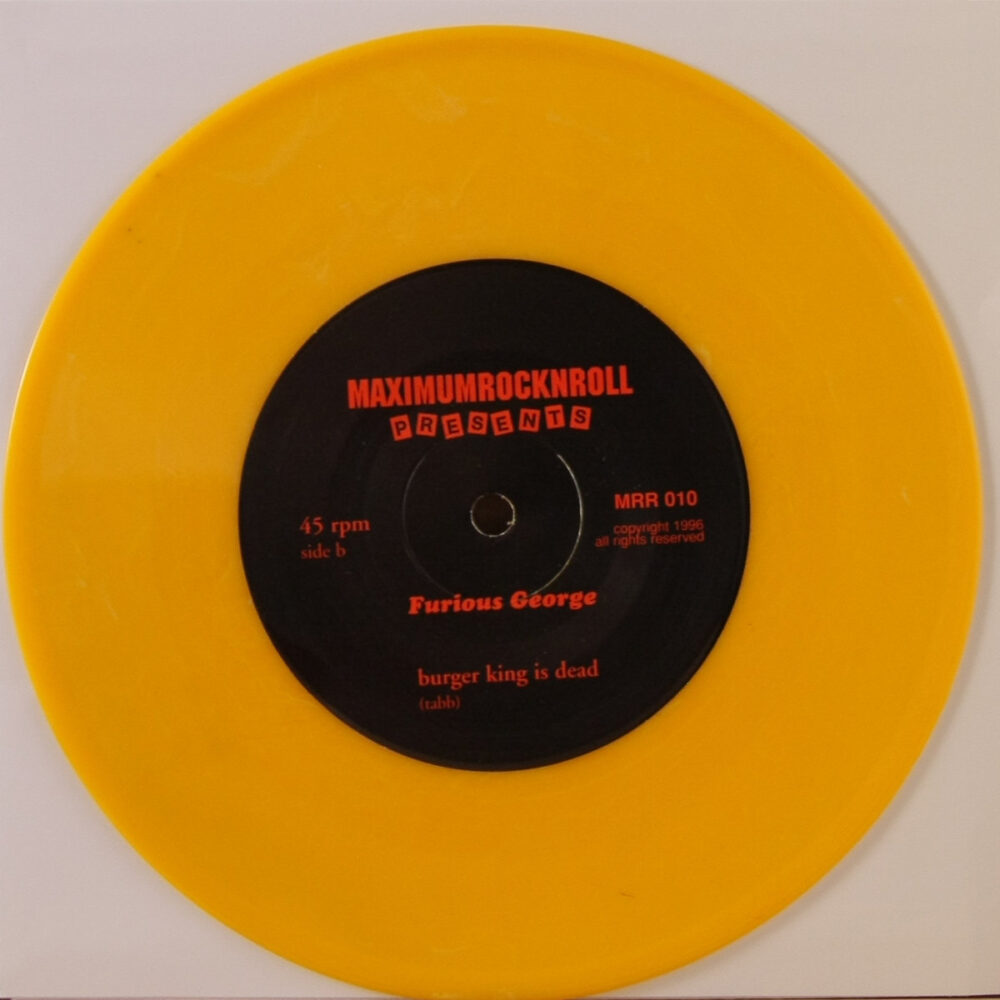 MAXIMUMROCKNROLL
PRESENTS
45 rpm
side b
MRR 010
copyright 1996
all rights reserved
Furious George
burger king is dead
(tabb)